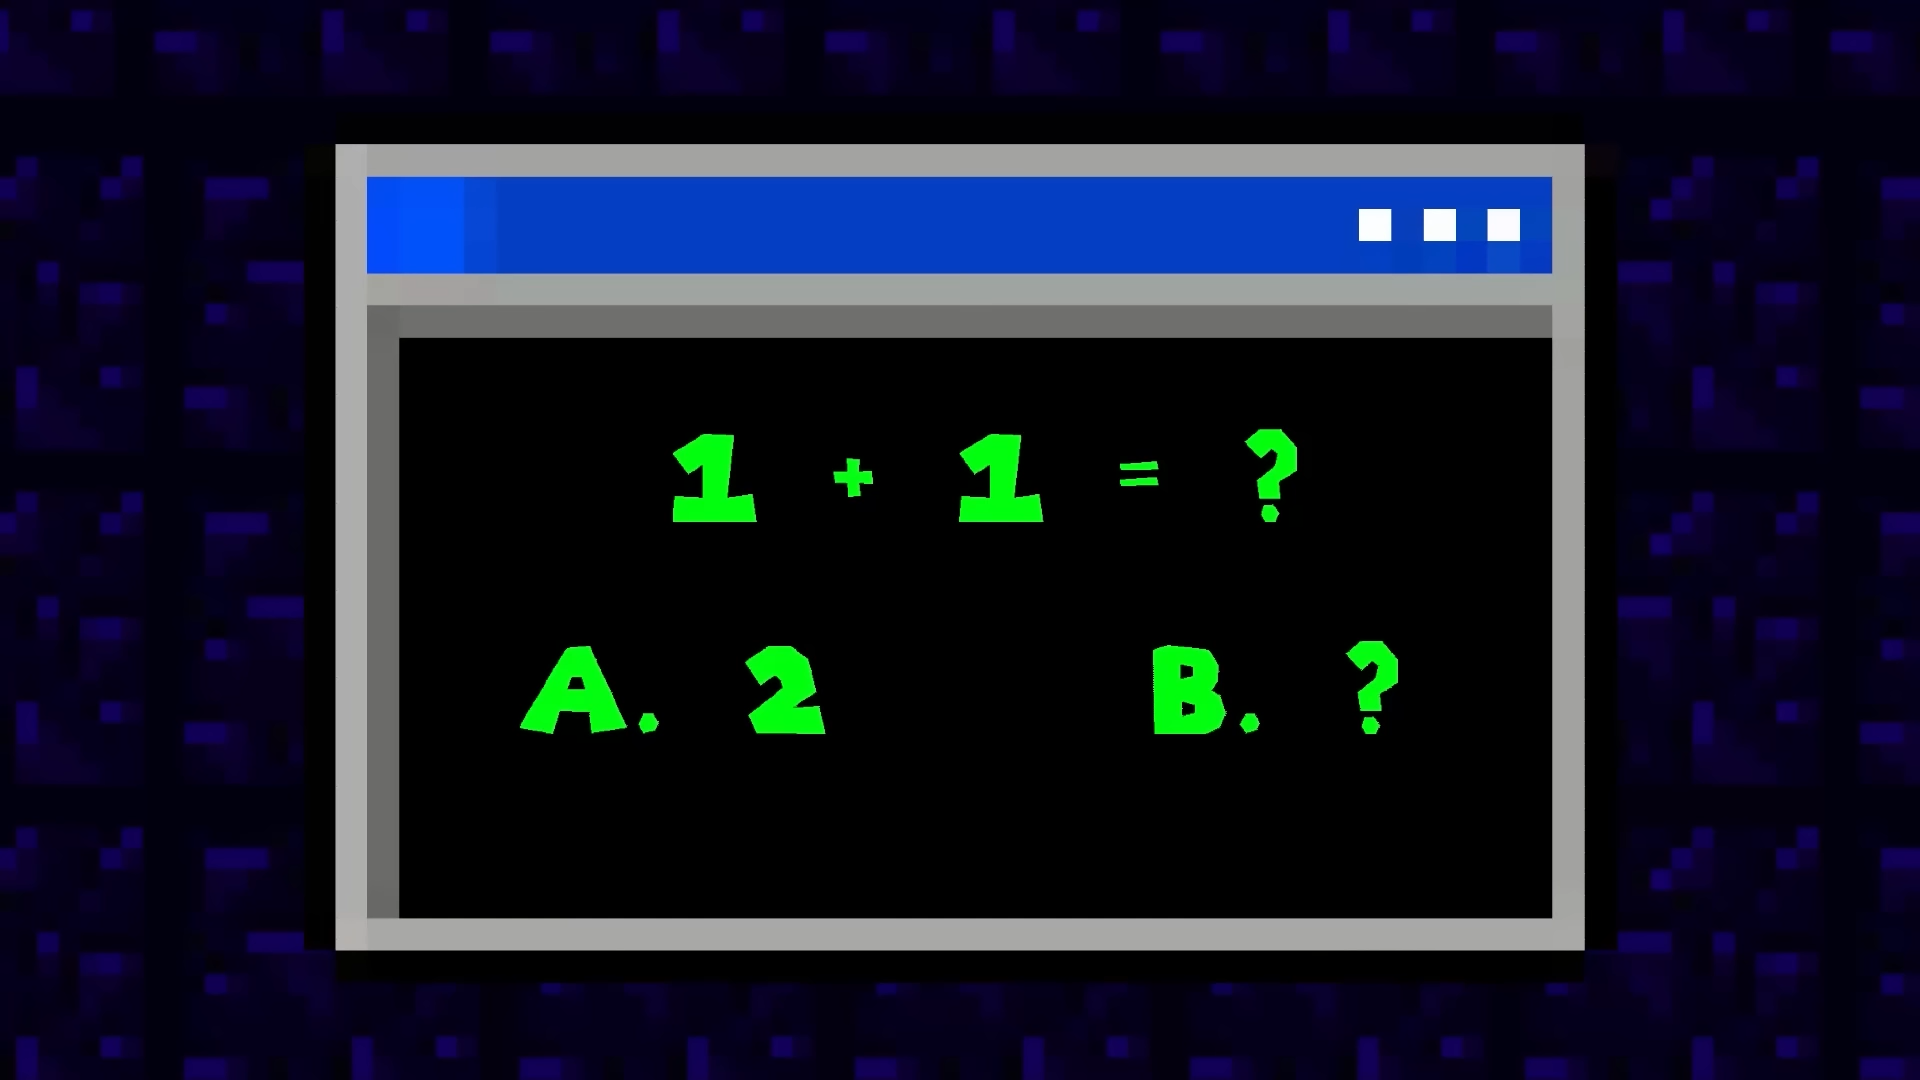 1 + 1 = ?
A. 2 B. ?